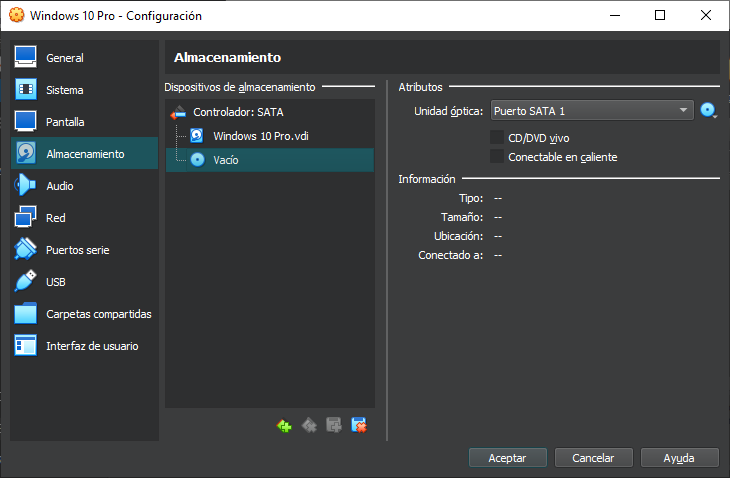 Windows 10 Pro - Configuración
General
Sistema
Pantalla
Almacenamiento
Audio
Red
Puertos serie
USB
Carpetas compartidas
Interfaz de usuario
Almacenamiento
Dispositivos de almacenamiento
Controlador: SATA
Windows 10 Pro.vdi
Vacío
Atributos
Unidad óptica: Puerto SATA 1
CD/DVD vivo
Conectable en caliente
Información
Tipo: --
Tamaño: --
Ubicación: --
Conectado a: --
Aceptar Cancelar Ayuda